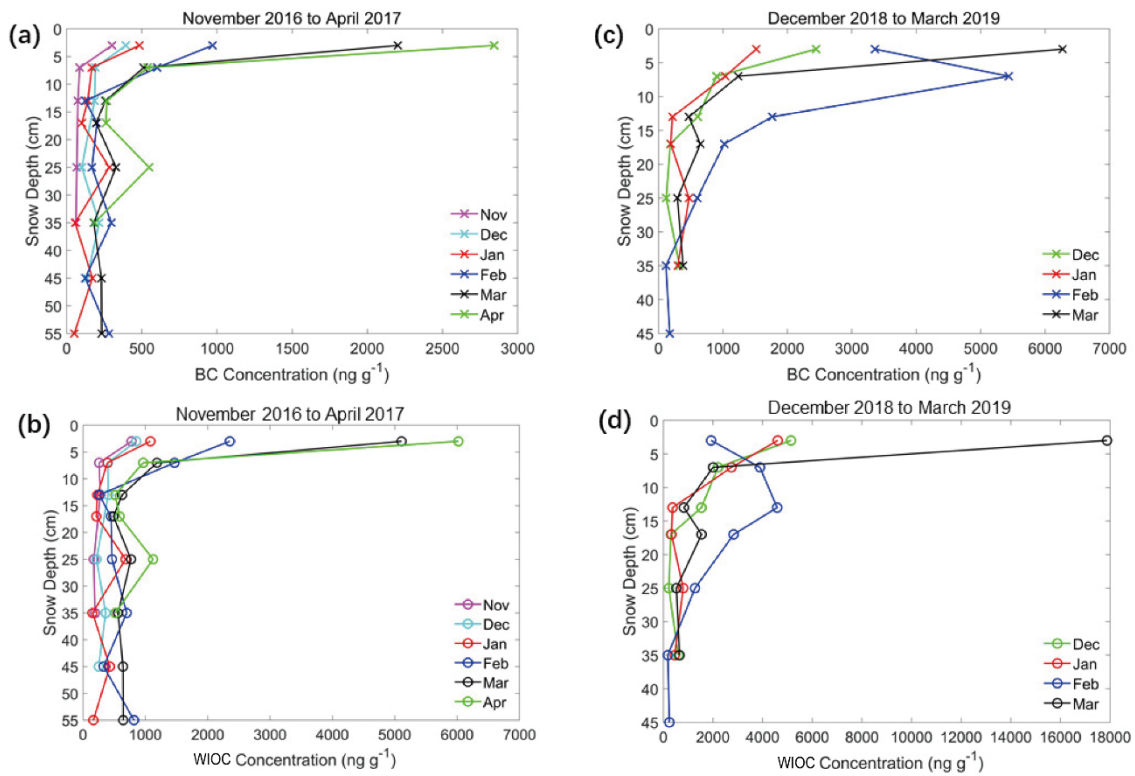 (a)
November 2016 to April 2017
0
5
10
15
20
25
30
35
40
45
50
55
Snow Depth (cm)
Nov
Dec
Jan
Feb
Mar
Apr
0 500 1000 1500 2000 2500 3000
BC Concentration (ng g⁻¹)
(c)
December 2018 to March 2019
0
5
10
15
20
25
30
35
40
45
Snow Depth (cm)
Dec
Jan
Feb
Mar
0 1000 2000 3000 4000 5000 6000 7000
BC Concentration (ng g⁻¹)
(b)
November 2016 to April 2017
0
5
10
15
20
25
30
35
40
45
50
55
Snow Depth (cm)
Nov
Dec
Jan
Feb
Mar
Apr
0 1000 2000 3000 4000 5000 6000 7000
WIOC Concentration (ng g⁻¹)
(d)
December 2018 to March 2019
0
5
10
15
20
25
30
35
40
45
Snow Depth (cm)
Dec
Jan
Feb
Mar
0 2000 4000 6000 8000 10000 12000 14000 16000 18000
WIOC Concentration (ng g⁻¹)